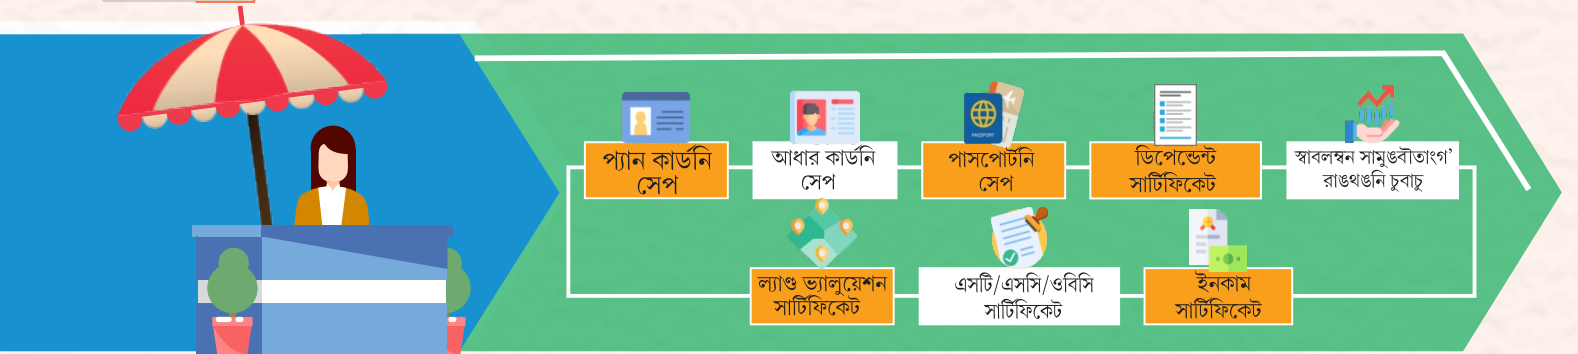 প্যান কার্ডনি
সেপ
আধার কার্ডনি
সেপ
PASSPORT
পাসপোর্টনি
সেপ
ডিপেন্ডেন্ট
সার্টিফিকেট
স্বাবলম্বন সামুঙবীতাংগ’
রাঙথঙনি চুবাচু
ল্যাণ্ড ভ্যালুয়েশন
সার্টিফিকেট
এসটি/এসসি/ওবিসি
সার্টিফিকেট
ইনকাম
সার্টিফিকেট